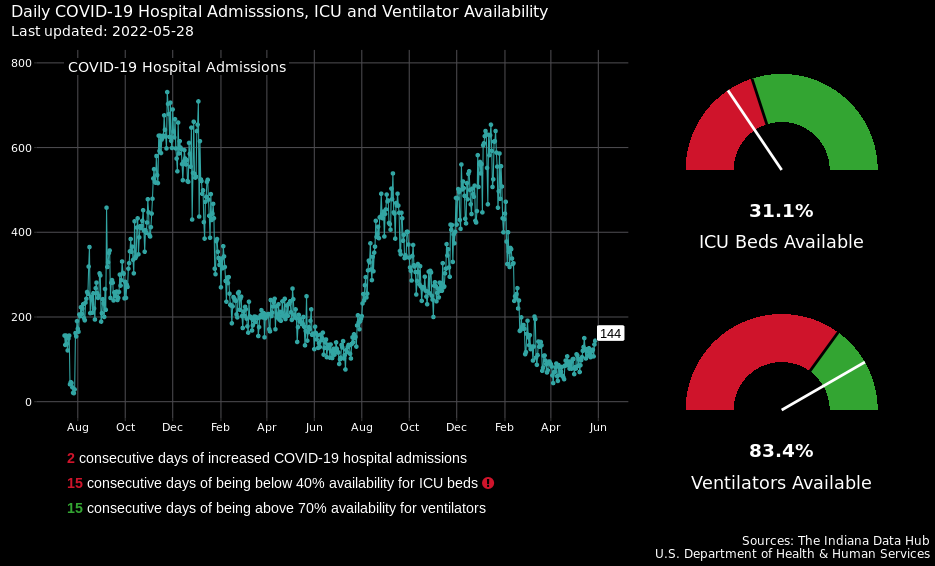 Daily COVID-19 Hospital Admisssions, ICU and Ventilator Availability
Last updated: 2022-05-28
COVID-19 Hospital Admissions
800
600
400
200
0
144
Aug Oct Dec Feb Apr Jun Aug Oct Dec Feb Apr Jun
2 consecutive days of increased COVID-19 hospital admissions
15 consecutive days of being below 40% availability for ICU beds !
15 consecutive days of being above 70% availability for ventilators
31.1%
ICU Beds Available
83.4%
Ventilators Available
Sources: The Indiana Data Hub
U.S. Department of Health & Human Services